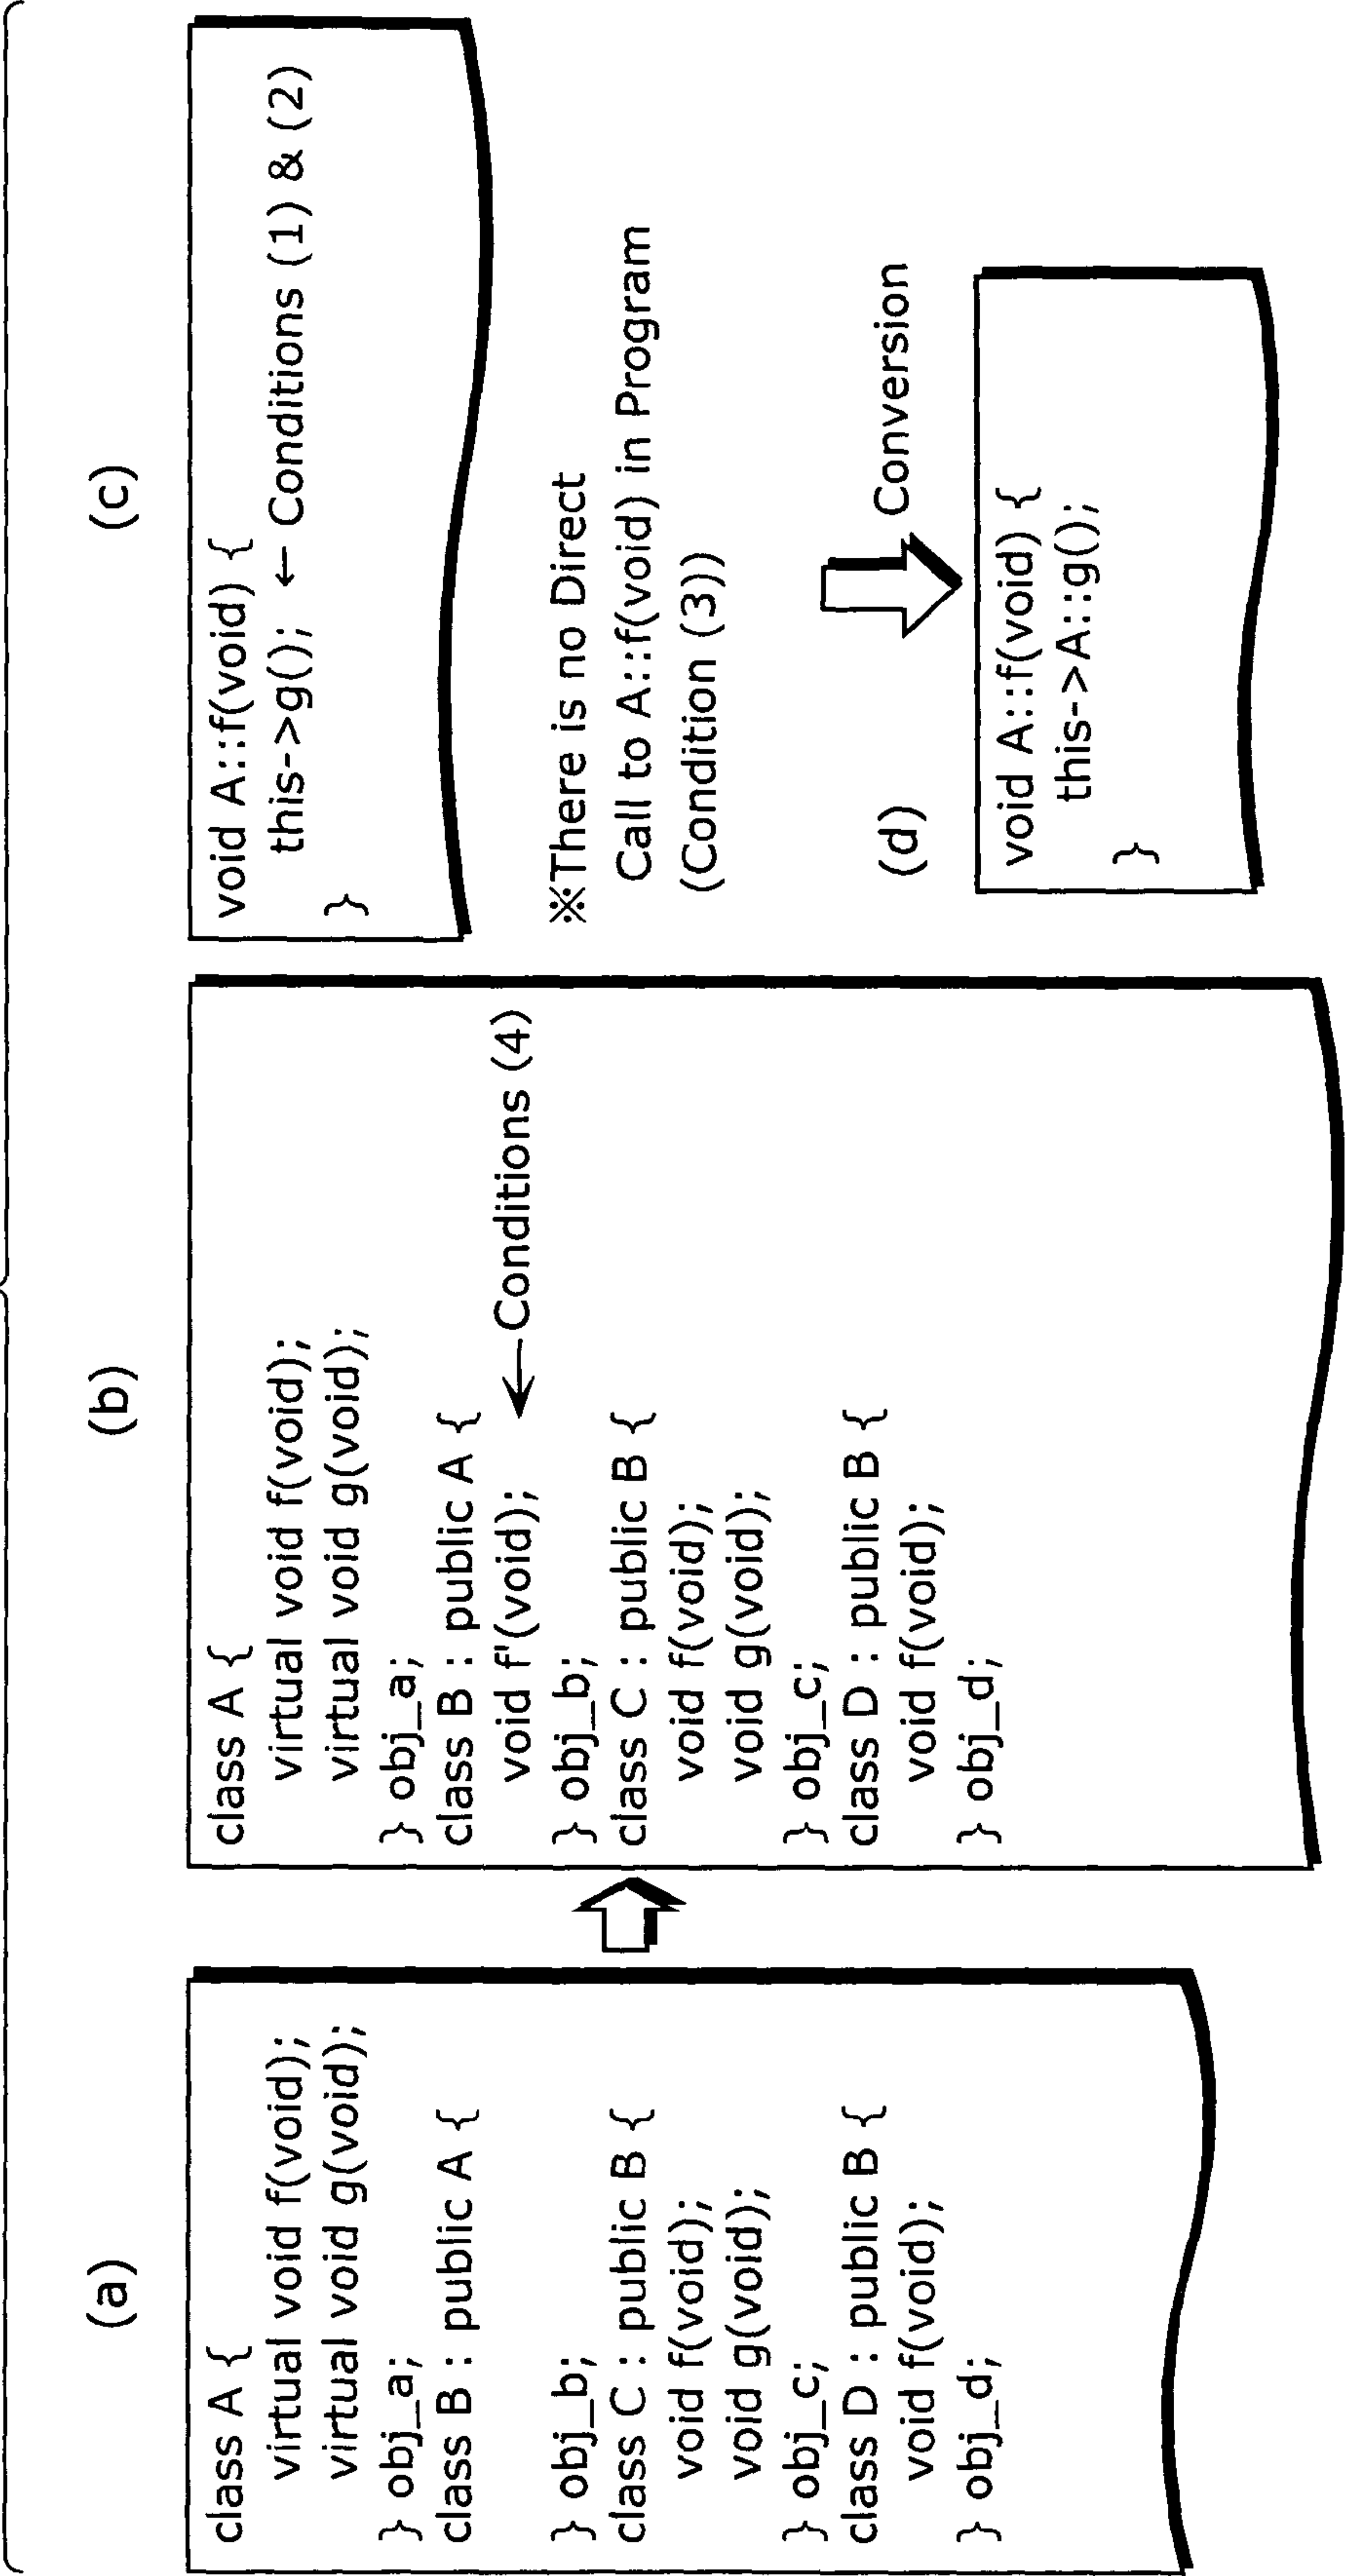 (a)
class A {
virtual void f(void);
virtual void g(void);
} obj_a;
class B : public A {
} obj_b;
class C : public B {
void f(void);
void g(void);
} obj_c;
class D : public B {
void f(void);
} obj_d;
(b)
class A {
virtual void f(void);
virtual void g(void);
} obj_a;
class B : public A {
void f'(void); ←Conditions (4)
} obj_b;
class C : public B {
void f(void);
void g(void);
} obj_c;
class D : public B {
void f(void);
} obj_d;
(c)
void A::f(void) {
this->g(); ← Conditions (1) & (2)
}
※There is no Direct
Call to A::f(void) in Program
(Condition (3))
Conversion
(d)
void A::f(void) {
this->A::g();
}